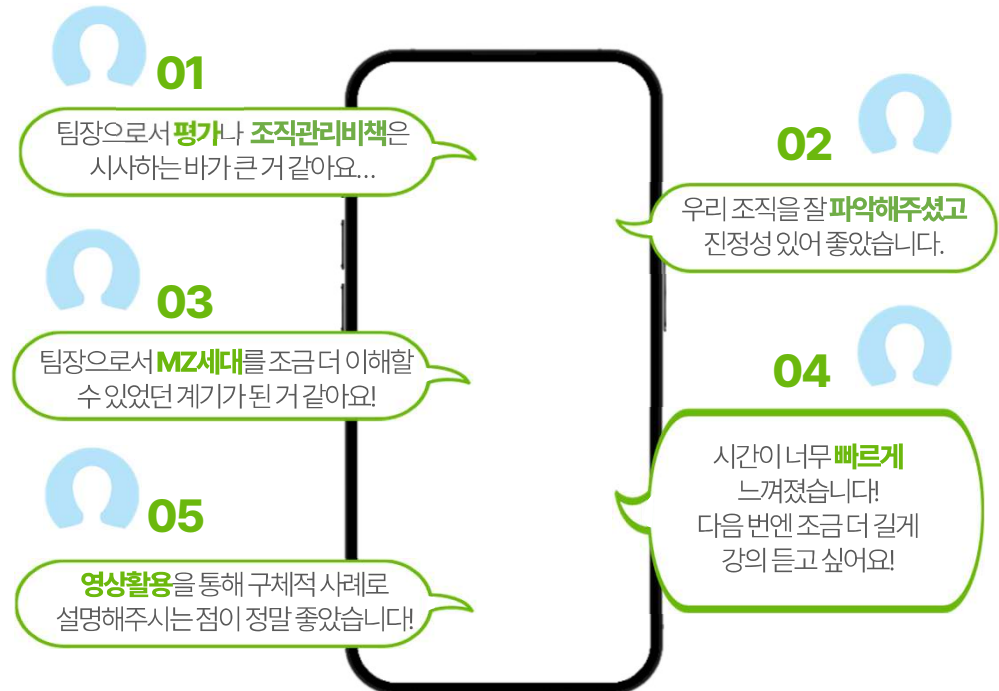 01
팀장으로서 평가나 조직관리비책은
시사하는 바가 큰 거 같아요...
02
우리 조직을 잘 파악해주셨고
진정성 있어 좋았습니다.
03
팀장으로서 MZ세대를 조금 더 이해할
수 있었던 계기가 된 거 같아요!
04
시간이 너무 빠르게
느껴졌습니다!
다음 번엔 조금 더 길게
강의 듣고 싶어요!
05
영상활용을 통해 구체적 사례로
설명해주시는 점이 정말 좋았습니다!